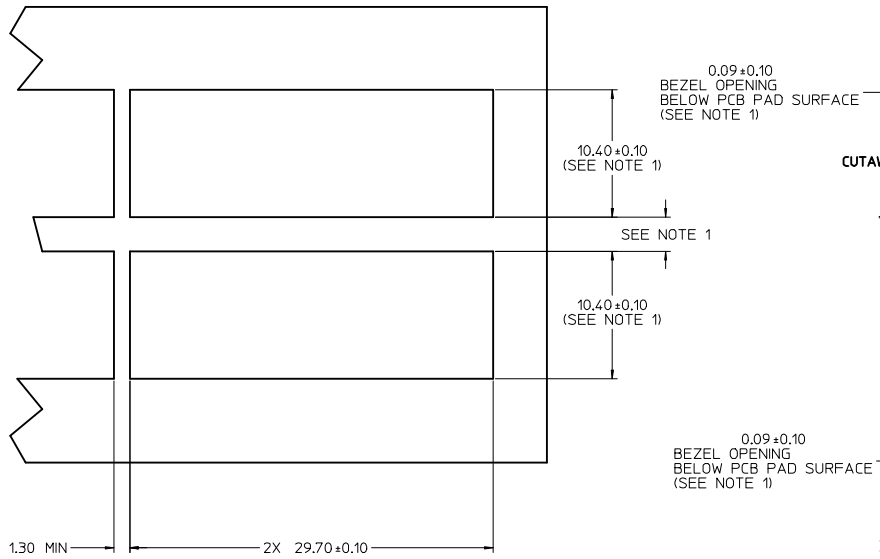 0.09±0.10
BEZEL OPENING
BELOW PCB PAD SURFACE
(SEE NOTE 1)
10.40±0.10
(SEE NOTE 1)
CUTAW
SEE NOTE 1
10.40±0.10
(SEE NOTE 1)
0.09±0.10
BEZEL OPENING
BELOW PCB PAD SURFACE
(SEE NOTE 1)
1.30 MIN
2X 29.70±0.10